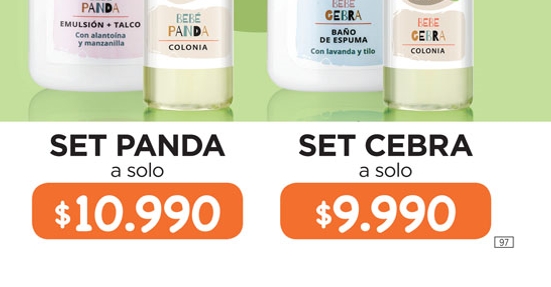 PANDA
EMULSIÓN + TALCO
Con alantoína
y manzanilla
BEBÉ
PANDA
COLONIA
BEBÉ
CEBRA
BAÑO
DE ESPUMA
Con lavanda y tilo
BEBÉ
CEBRA
COLONIA
SET PANDA
a solo
$10.990
SET CEBRA
a solo
$9.990
97